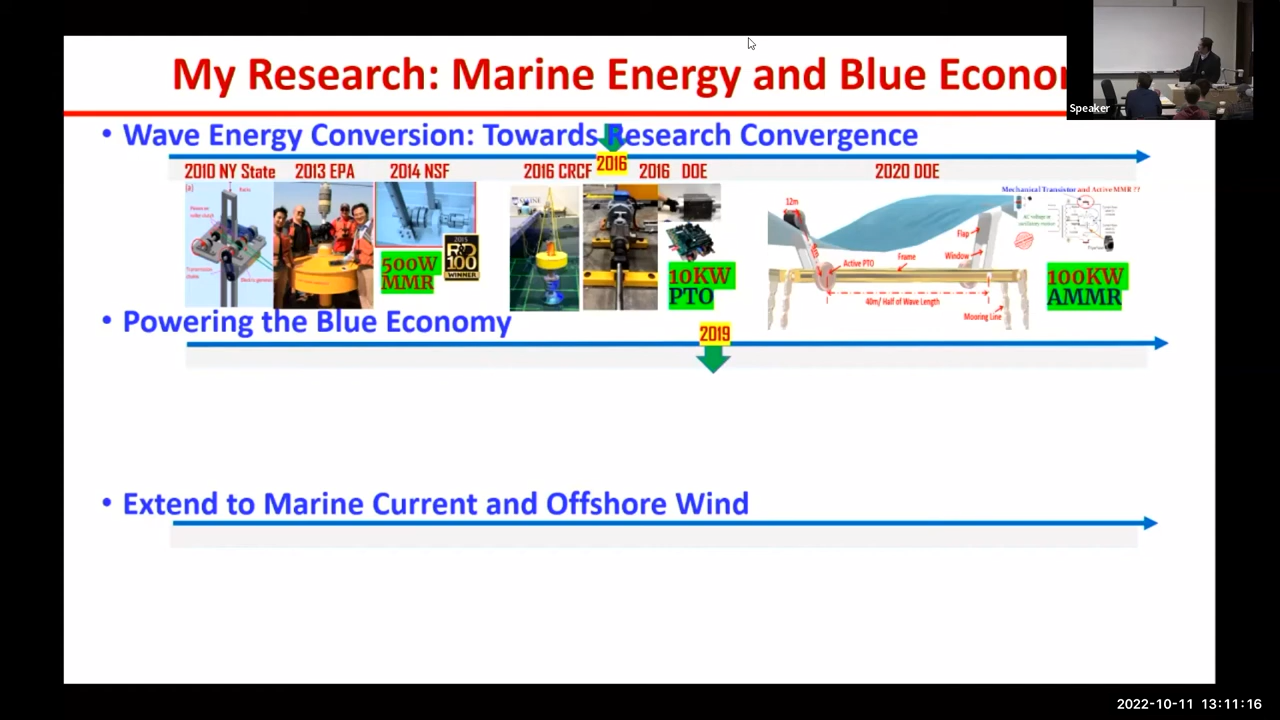 My Research: Marine Energy and Blue Econo
Speaker
• Wave Energy Conversion: Towards Research Convergence
2016
2010 NY State 2013 EPA 2014 NSF 2016 CRCF 2016 DOE 2020 DOE
Mechanical Transistor and Active MMR ??
[a]
12m
Flap
Window
Active PTO
Frame
40m/ Half of Wave Length
Mooring Line
500W
MMR
2015
R&D
100
WINNER
10KW
PTO
100KW
AMMR
• Powering the Blue Economy
2019
• Extend to Marine Current and Offshore Wind
2022-10-11 13:11:16